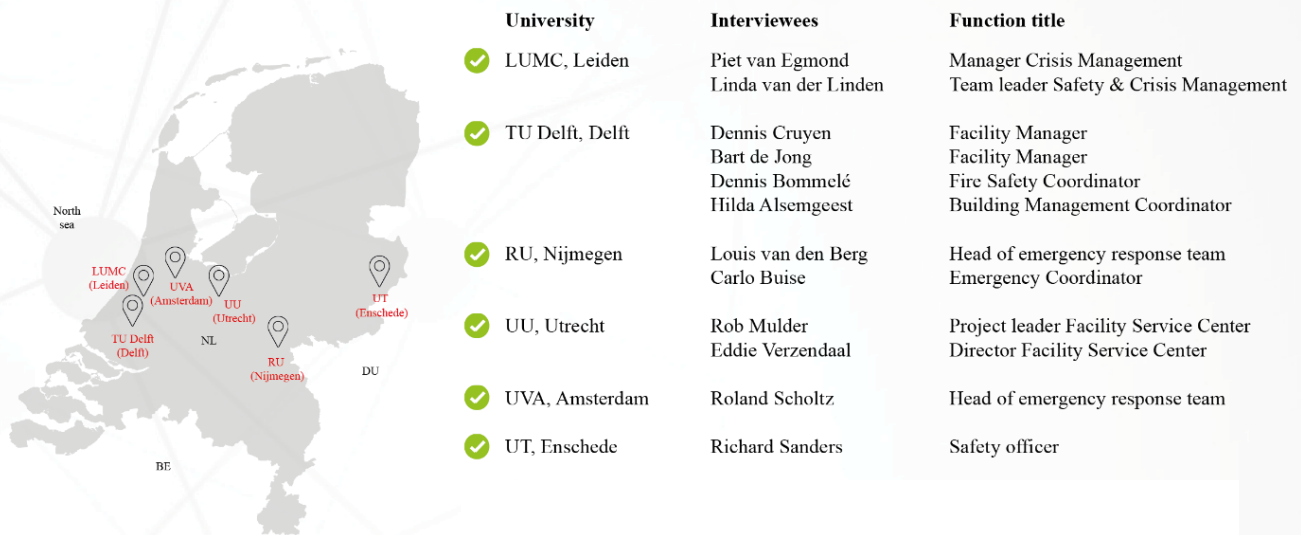 University Interviewees Function title
LUMC, Leiden Piet van Egmond Manager Crisis Management
Linda van der Linden Team leader Safety & Crisis Management
TU Delft, Delft Dennis Cruyen Facility Manager
Bart de Jong Facility Manager
Dennis Bommelé Fire Safety Coordinator
Hilda Alsemgeest Building Management Coordinator
RU, Nijmegen Louis van den Berg Head of emergency response team
Carlo Buise Emergency Coordinator
UU, Utrecht Rob Mulder Project leader Facility Service Center
Eddie Verzendaal Director Facility Service Center
UVA, Amsterdam Roland Scholtz Head of emergency response team
UT, Enschede Richard Sanders Safety officer
North
sea
LUMC
(Leiden)
UVA
(Amsterdam)
UU
(Utrecht)
UT
(Enschede)
TU Delft
(Delft)
NL
RU
(Nijmegen)
DU
BE